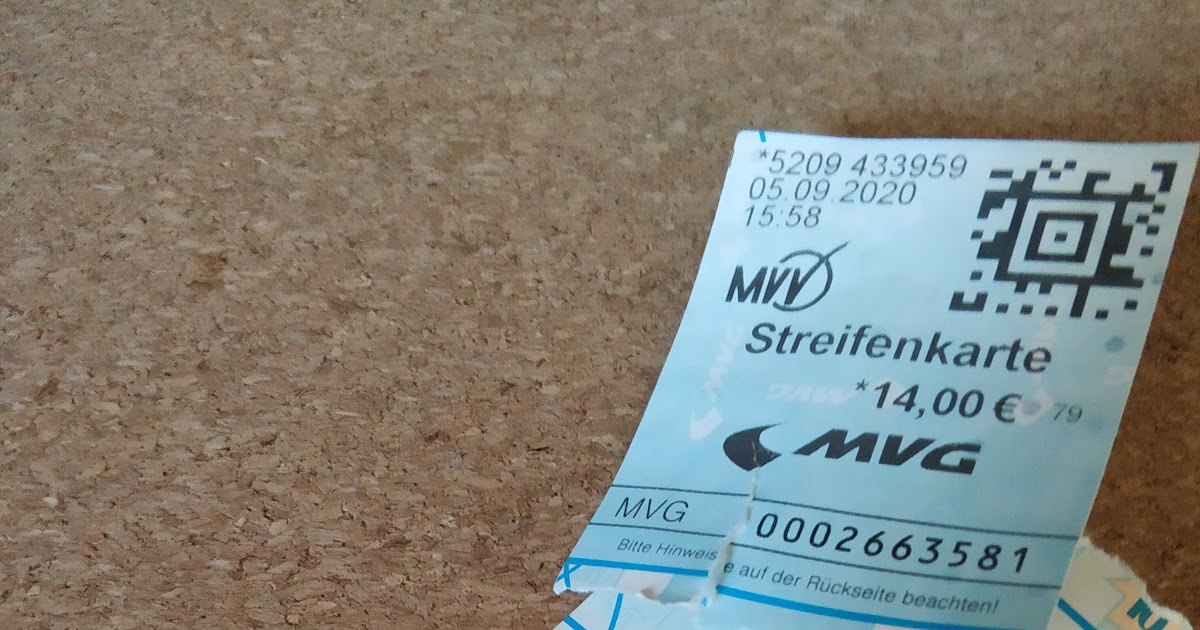 *5209 433959
05.09.2020
15:58
MVV
Streifenkarte
*14,00 € 79
MVG
MVG 0002663581
Bitte Hinweise auf der Rückseite beachten!